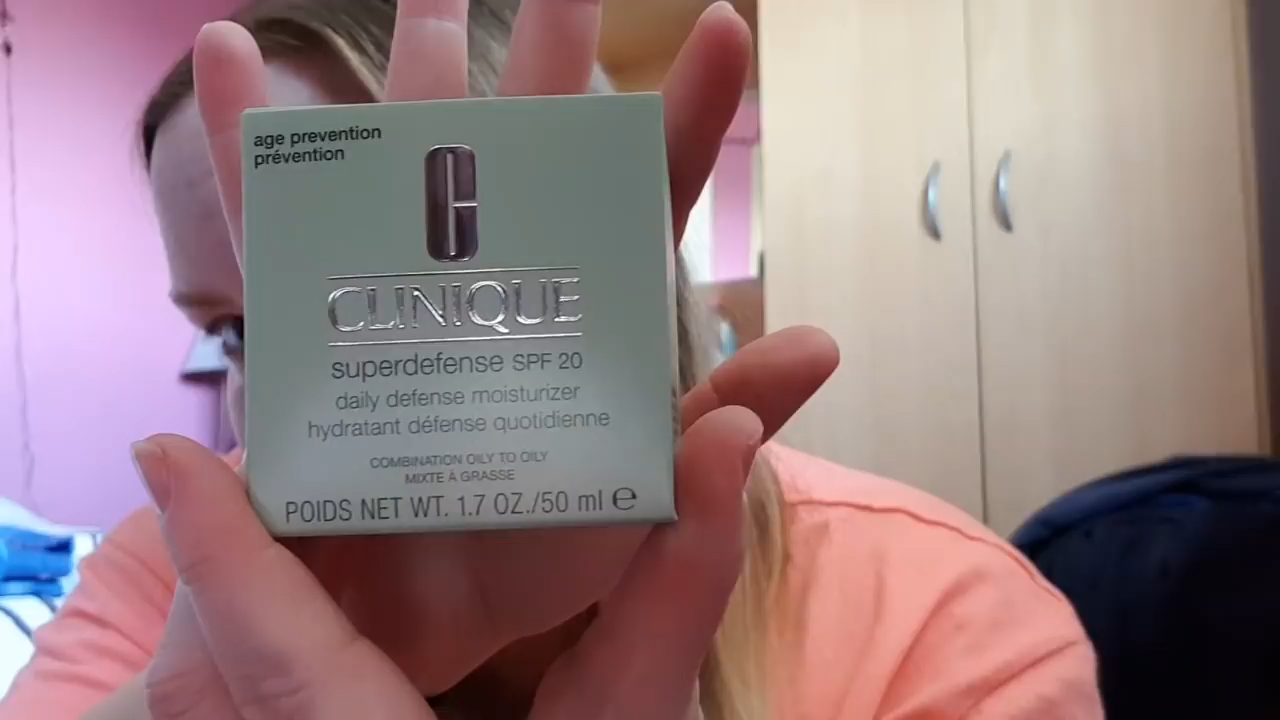 age prevention
prévention
CLINIQUE
superdefense SPF 20
daily defense moisturizer
hydratant défense quotidienne
COMBINATION OILY TO OILY
MIXTE À GRASSE
POIDS NET WT. 1.7 OZ./50 ml ℮